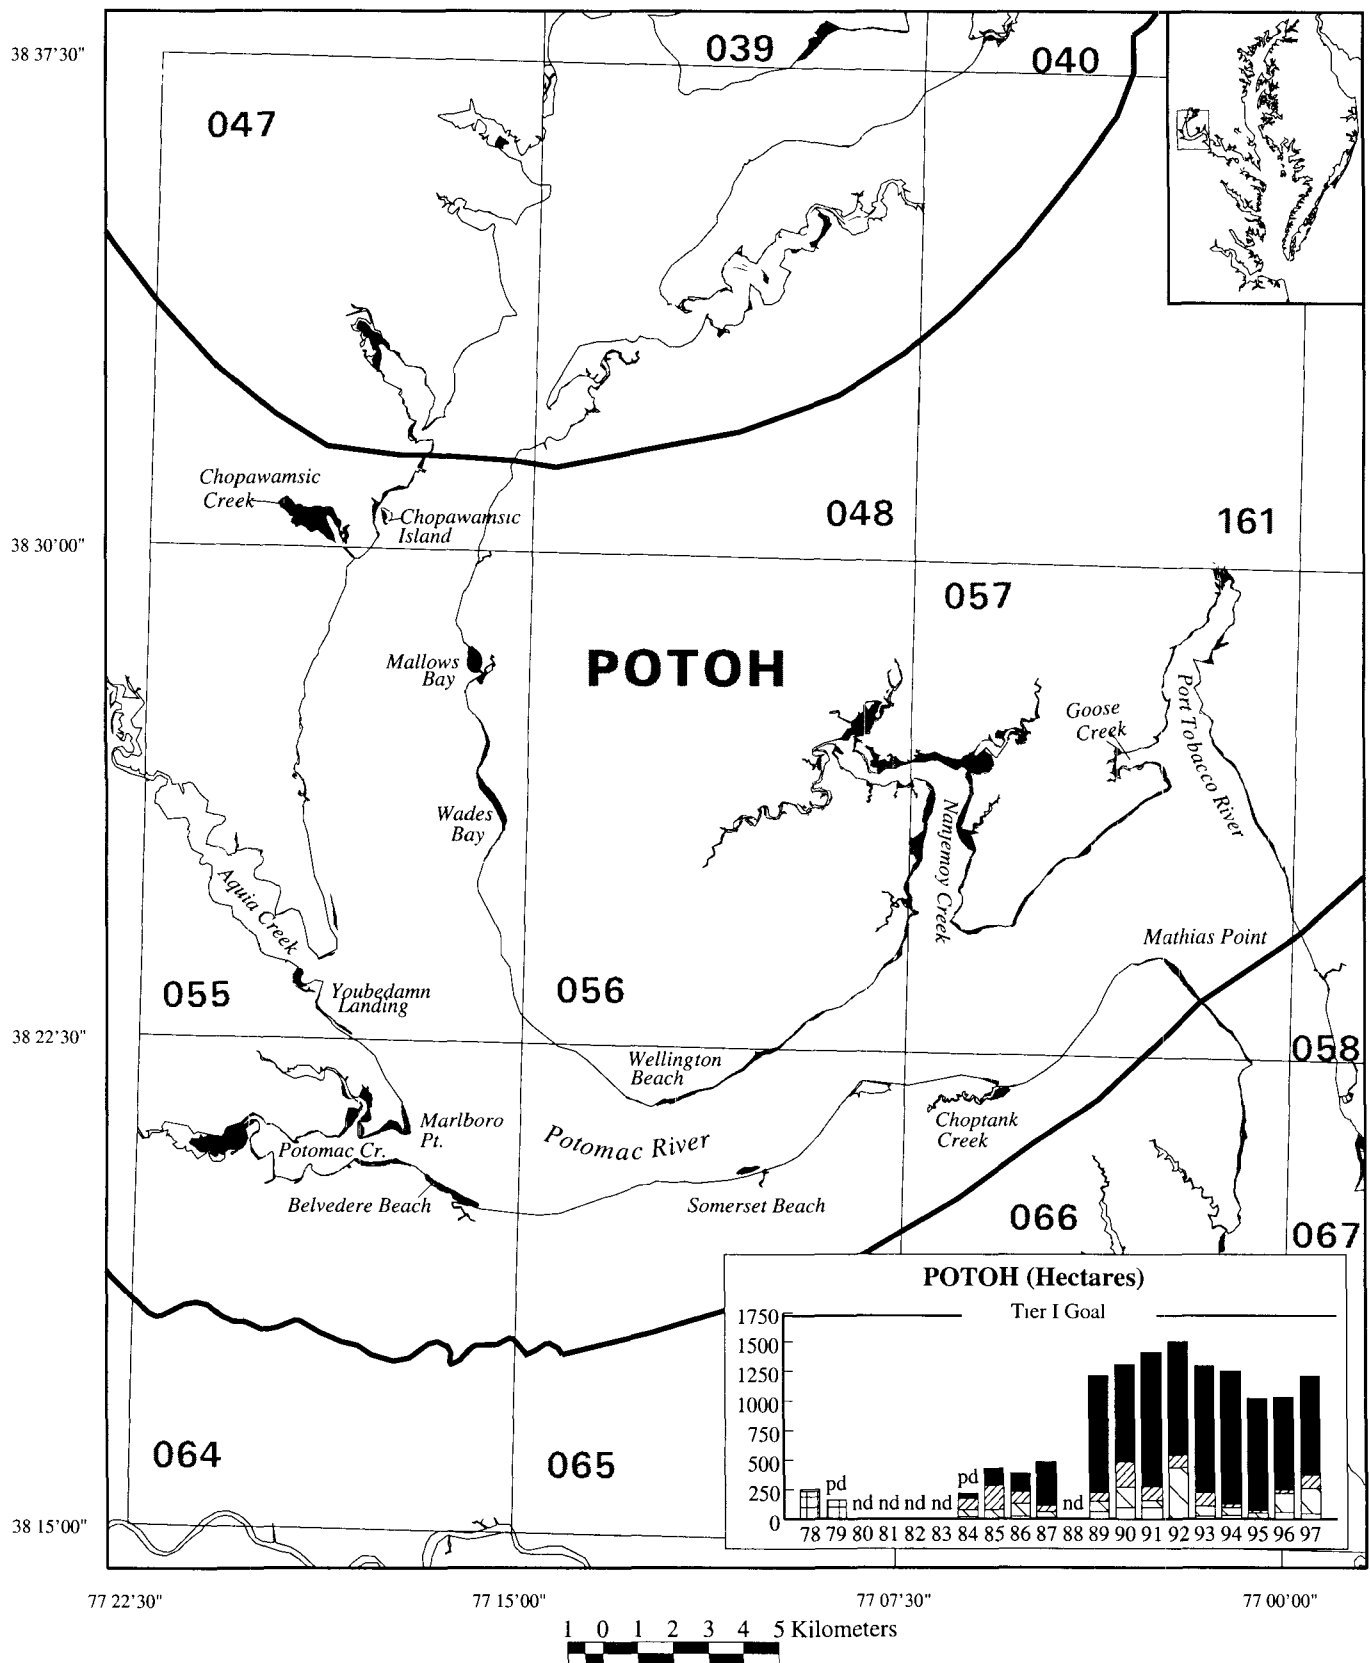 38 37'30"
039
040
047
Chopawamsic
Creek
Chopawamsic
Island
048
161
38 30'00"
057
POTOH
Mallows
Bay
Goose
Creek
Port Tobacco River
Wades
Bay
Nanjemoy Creek
Aquia Creek
Mathias Point
055
056
Youbedamn
Landing
38 22'30"
058
Wellington
Beach
Marlboro
Pt.
Potomac River
Choptank
Creek
Potomac Cr.
Belvedere Beach
Somerset Beach
066
067
POTOH (Hectares)
Tier I Goal
1750
1500
1250
1000
750
500
250
0
pd
nd nd nd nd
pd
nd
78 79 80 81 82 83 84 85 86 87 88 89 90 91 92 93 94 95 96 97
064
065
38 15'00"
77 22'30"
77 15'00"
77 07'30"
77 00'00"
1 0 1 2 3 4 5 Kilometers